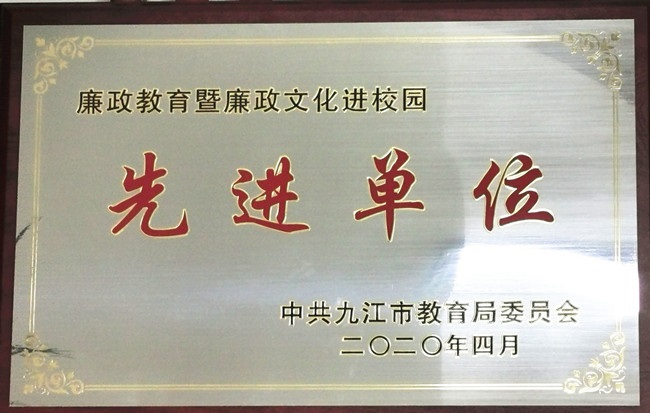 廉政教育暨廉政文化进校园
先进单位
中共九江市教育局委员会
二〇二〇年四月